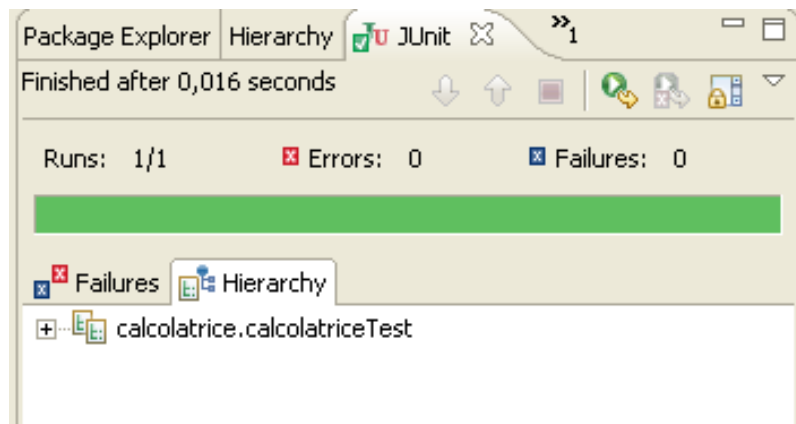 Package Explorer Hierarchy JUnit »1
Finished after 0,016 seconds
Runs: 1/1 Errors: 0 Failures: 0
Failures Hierarchy
calcolatrice.calcolatriceTest